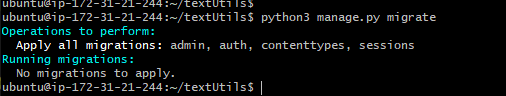 ubuntu@ip-172-31-21-244:~/textUtils$ python3 manage.py migrate
Operations to perform:
  Apply all migrations: admin, auth, contenttypes, sessions
Running migrations:
  No migrations to apply.
ubuntu@ip-172-31-21-244:~/textUtils$